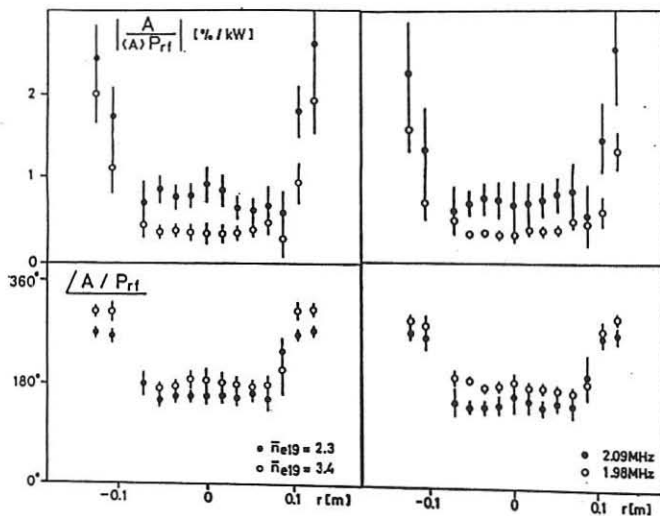 |A/⟨A⟩Prf| [%/kW]
2
1
0
360°
/A / Prf
180°
0°
• n̄e19 = 2.3
○ n̄e19 = 3.4
• 2.09MHz
○ 1.98MHz
-0.1 0 0.1 r[m]
-0.1 0 0.1 r[m]